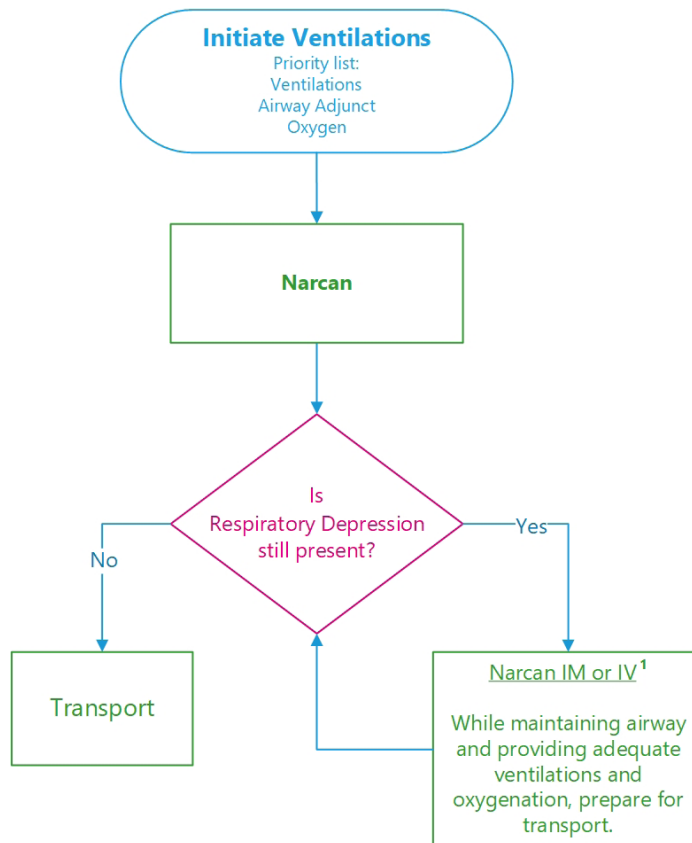 Initiate Ventilations
Priority list:
Ventilations
Airway Adjunct
Oxygen
Narcan
Is
Respiratory Depression
still present?
No
Yes
Transport
Narcan IM or IV¹
While maintaining airway
and providing adequate
ventilations and
oxygenation, prepare for
transport.